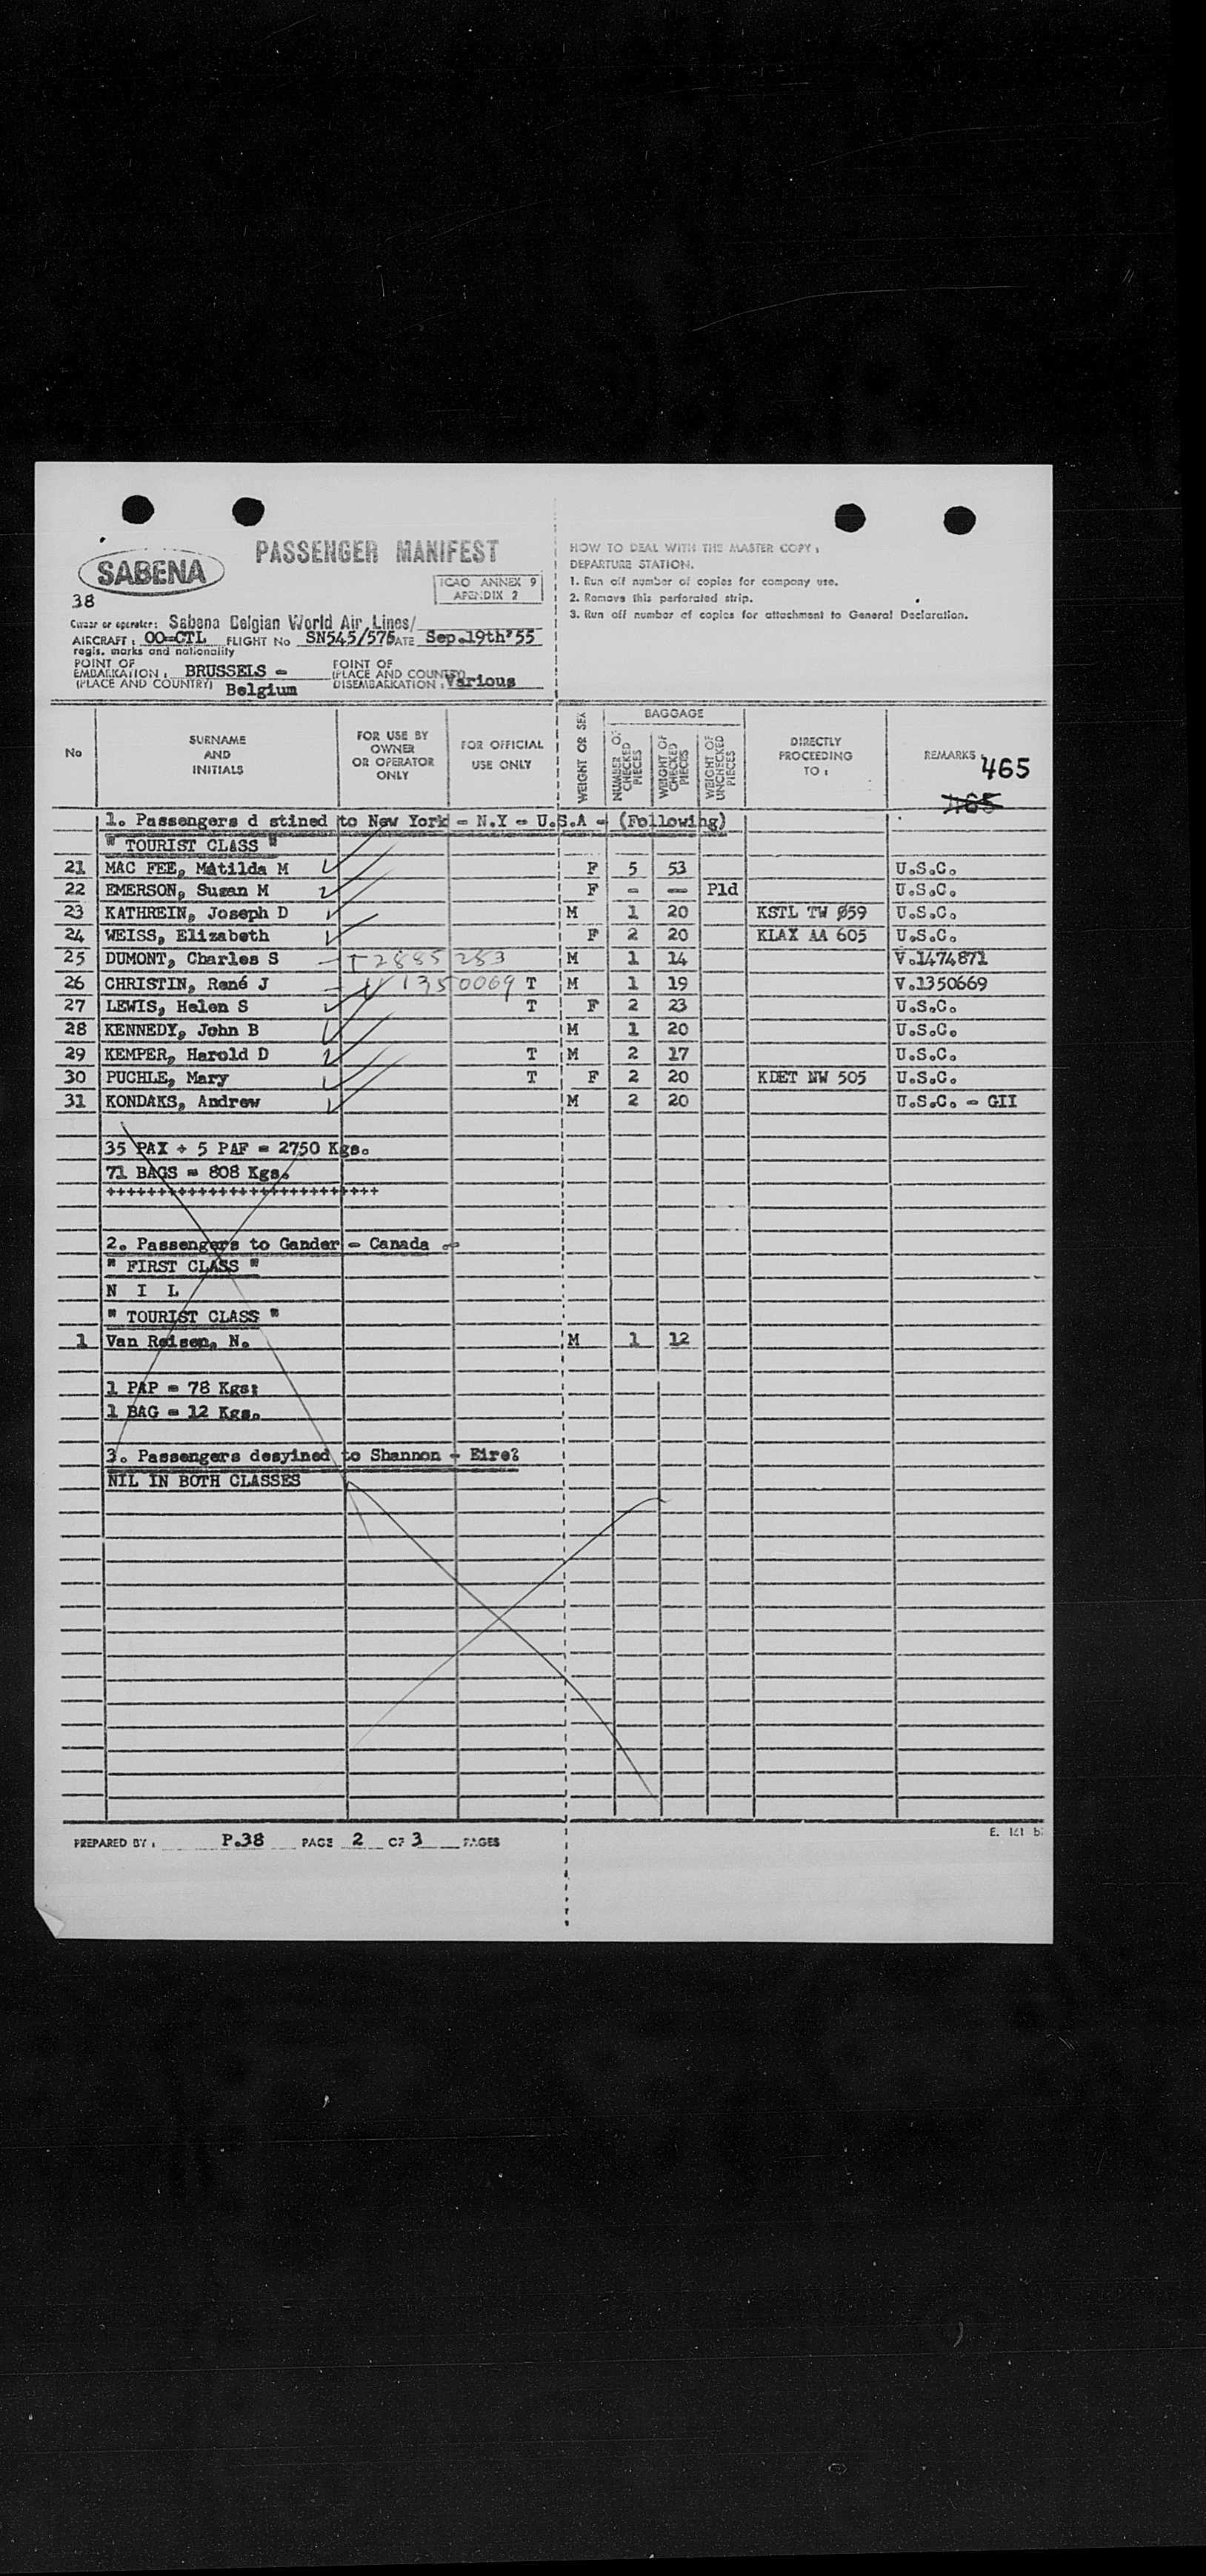 PASSENGER MANIFEST
SABENA
ICAO ANNEX 9
APENDIX 2
38
Owner or operator: Sabena Belgian World Air Lines/
AIRCRAFT: OO-CTL FLIGHT No SN545/575 DATE Sep.19th'55
regis. marks and nationality
POINT OF EMBARKATION: BRUSSELS -
(PLACE AND COUNTRY) Belgium
POINT OF (PLACE AND COUNTRY) DISEMBARKATION: Various
HOW TO DEAL WITH THE MASTER COPY:
DEPARTURE STATION.
1. Run off number of copies for company use.
2. Remove this perforated strip.
3. Run off number of copies for attachment to General Declaration.
No
SURNAME AND INITIALS
FOR USE BY OWNER OR OPERATOR ONLY
FOR OFFICIAL USE ONLY
WEIGHT OR SEX
BAGGAGE
NUMBER OF CHECKED PIECES
WEIGHT OF CHECKED PIECES
WEIGHT OF UNCHECKED PIECES
DIRECTLY PROCEEDING TO:
REMARKS
465
465
1. Passengers d stined to New York - N.Y - U.S.A - (Following)
" TOURIST CLASS "
21 MAC FEE, Matilda M F 5 53 U.S.C.
22 EMERSON, Susan M F - -- Pld U.S.C.
23 KATHREIN, Joseph D M 1 20 KSTL TW Ø59 U.S.C.
24 WEISS, Elizabeth F 2 20 KLAX AA 605 U.S.C.
25 DUMONT, Charles S T 2885283 M 1 14 V.1474871
26 CHRISTIN, René J V 1350069 T M 1 19 V.1350669
27 LEWIS, Helen S T F 2 23 U.S.C.
28 KENNEDY, John B M 1 20 U.S.C.
29 KEMPER, Harold D T M 2 17 U.S.C.
30 PUCHLE, Mary T F 2 20 KDET NW 505 U.S.C.
31 KONDAKS, Andrew M 2 20 U.S.C. - GII
35 PAX + 5 PAF = 2750 Kgs.
71 BAGS = 808 Kgs.
++++++++++++++++++++++++++
2. Passengers to Gander - Canada -
" FIRST CLASS "
N I L
" TOURIST CLASS "
1 Van Reisen, N. M 1 12
1 PAP = 78 Kgs:
1 BAG = 12 Kgs.
3. Passengers desyined to Shannon - Eire?
NIL IN BOTH CLASSES
PREPARED BY: P.38 PAGE 2 OF 3 PAGES